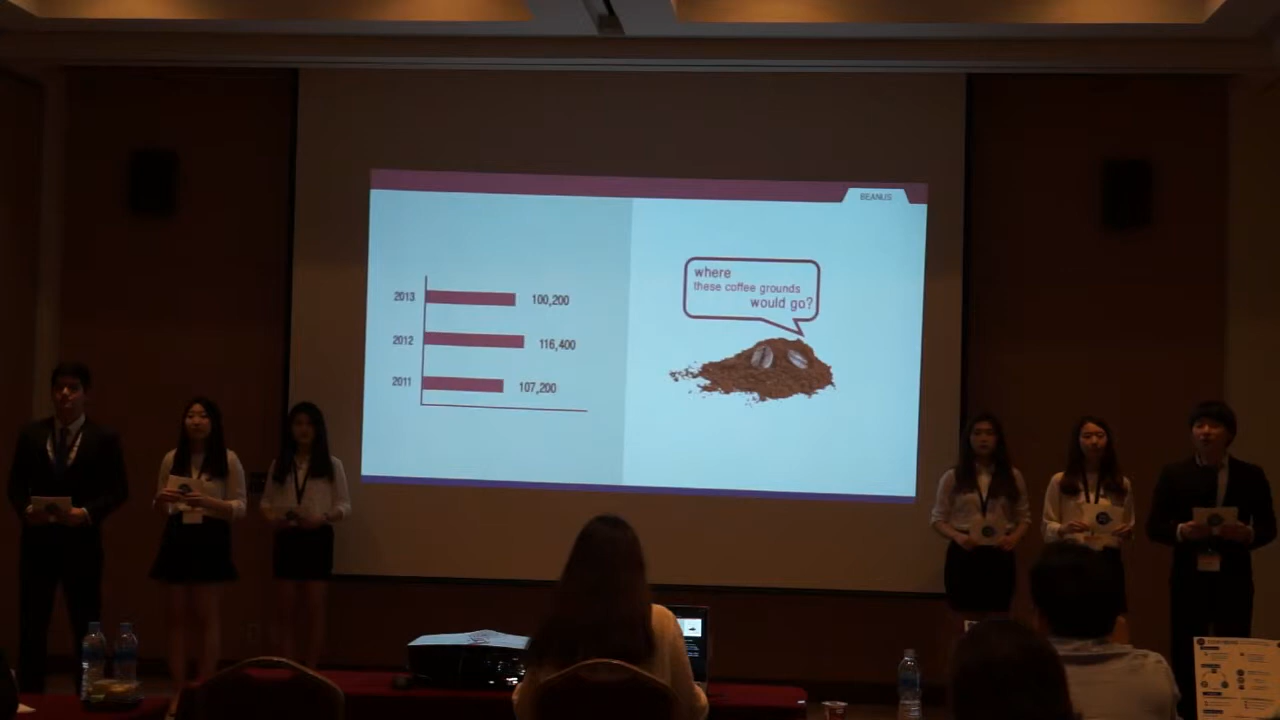 BEANUS
2013 100,200
2012 116,400
2011 107,200
where
these coffee grounds
would go?